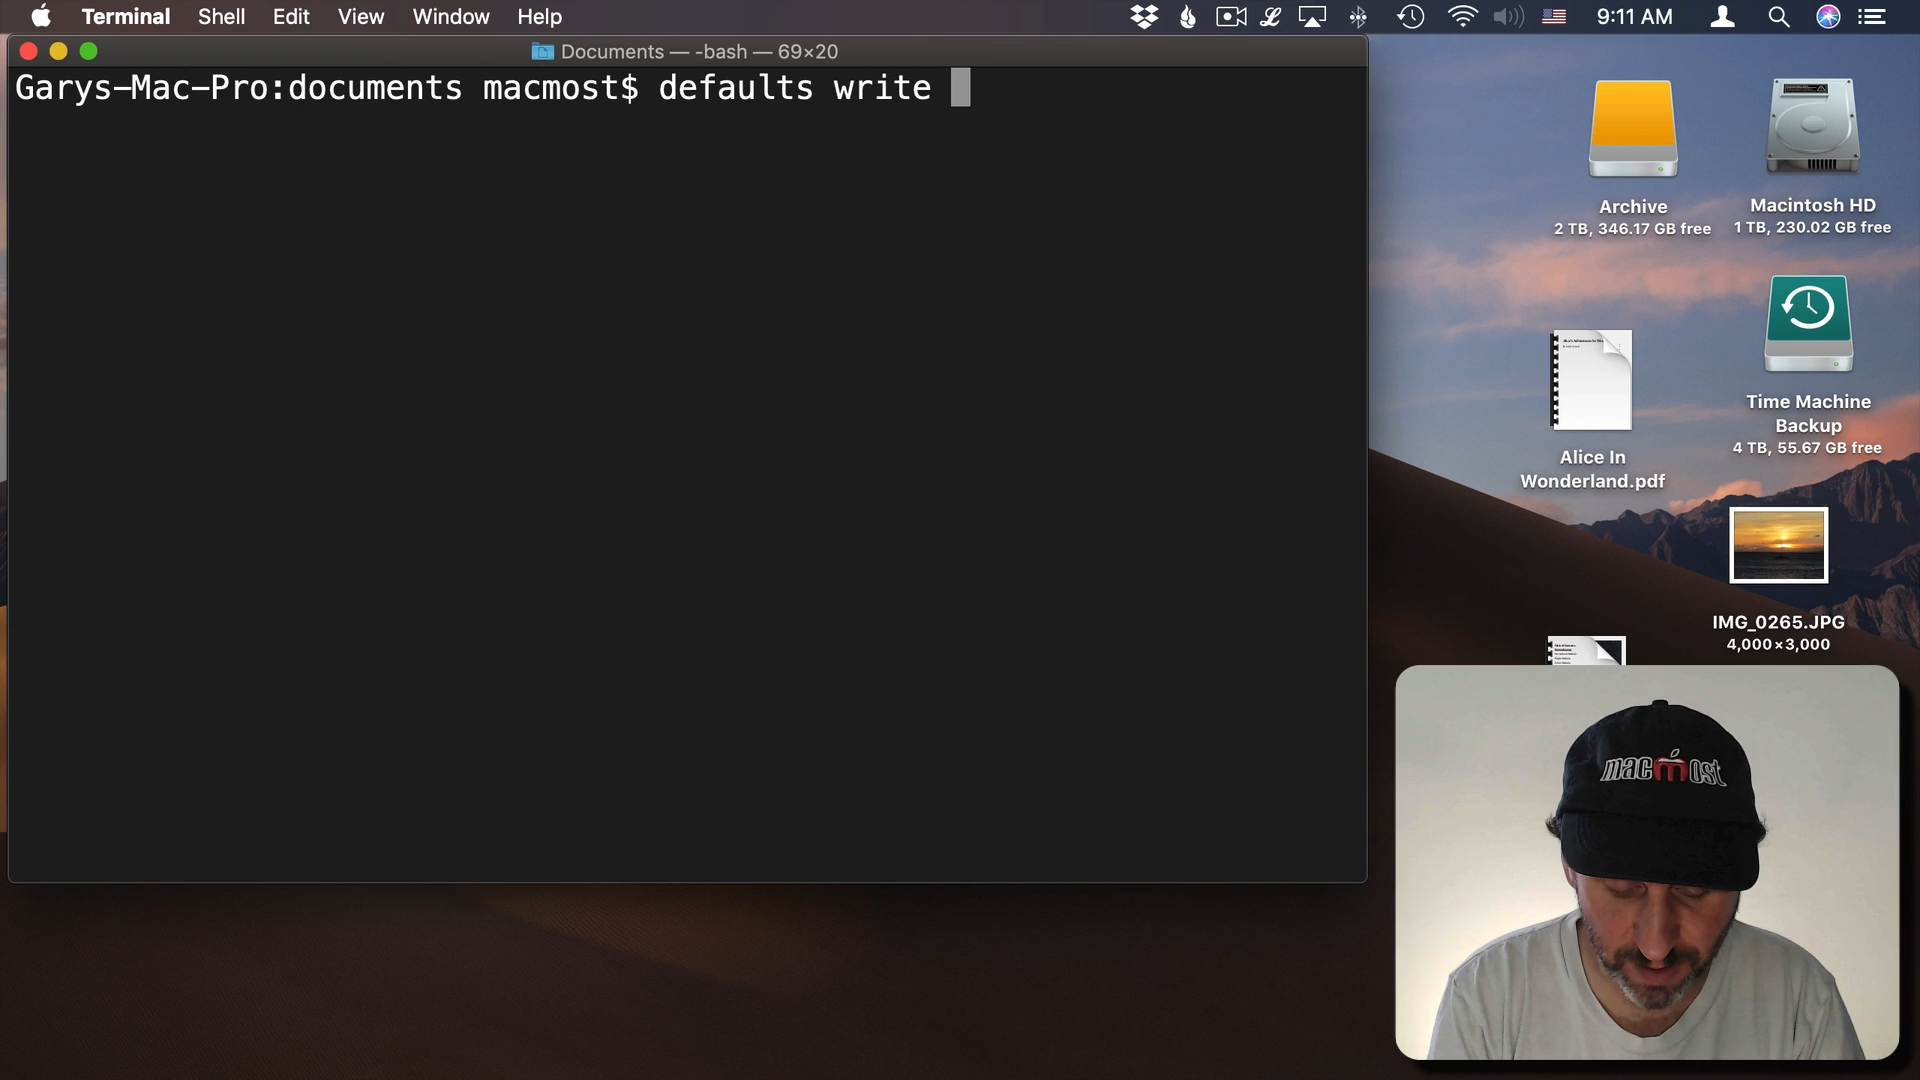 Terminal Shell Edit View Window Help 9:11 AM
Documents — -bash — 69×20
Garys-Mac-Pro:documents macmost$ defaults write
Archive
2 TB, 346.17 GB free
Macintosh HD
1 TB, 230.02 GB free
Time Machine
Backup
4 TB, 55.67 GB free
Alice In
Wonderland.pdf
IMG_0265.JPG
4,000×3,000
macmost